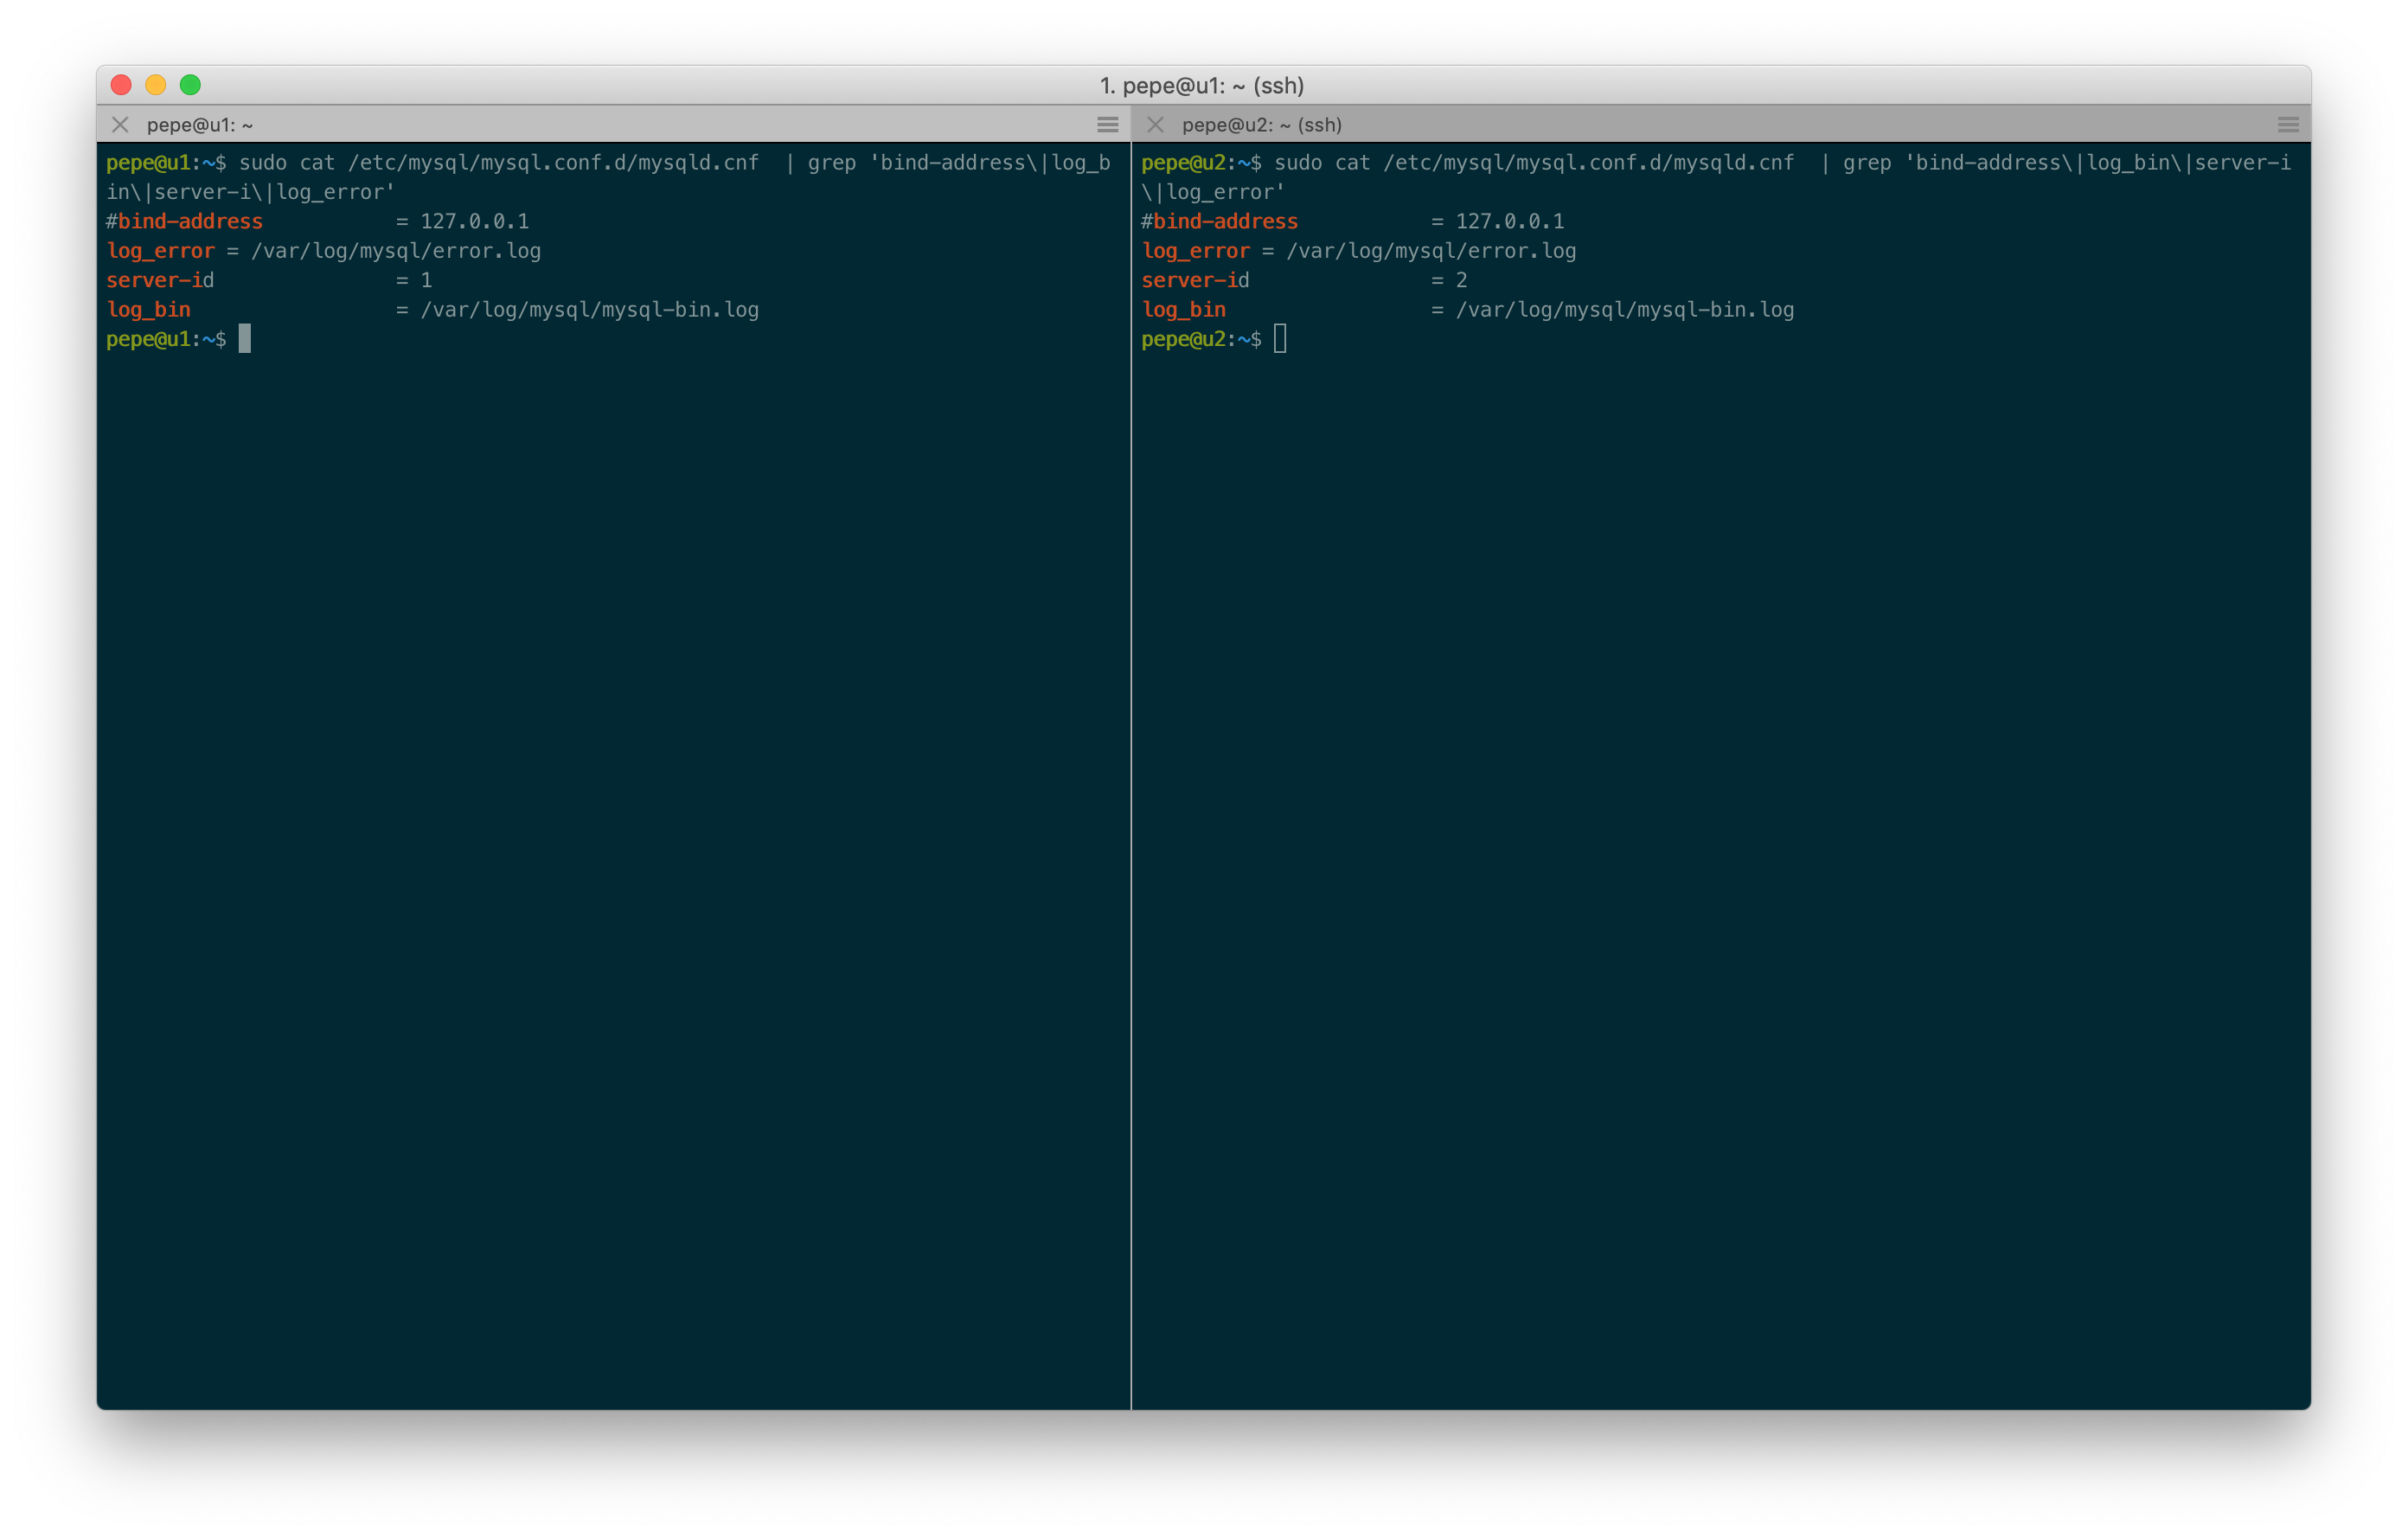 1. pepe@u1: ~ (ssh)
pepe@u1: ~
pepe@u1:~$ sudo cat /etc/mysql/mysql.conf.d/mysqld.cnf  | grep 'bind-address\|log_b
in\|server-i\|log_error'
#bind-address           = 127.0.0.1
log_error = /var/log/mysql/error.log
server-id               = 1
log_bin                 = /var/log/mysql/mysql-bin.log
pepe@u1:~$
pepe@u2: ~ (ssh)
pepe@u2:~$ sudo cat /etc/mysql/mysql.conf.d/mysqld.cnf  | grep 'bind-address\|log_bin\|server-i
\|log_error'
#bind-address           = 127.0.0.1
log_error = /var/log/mysql/error.log
server-id               = 2
log_bin                 = /var/log/mysql/mysql-bin.log
pepe@u2:~$